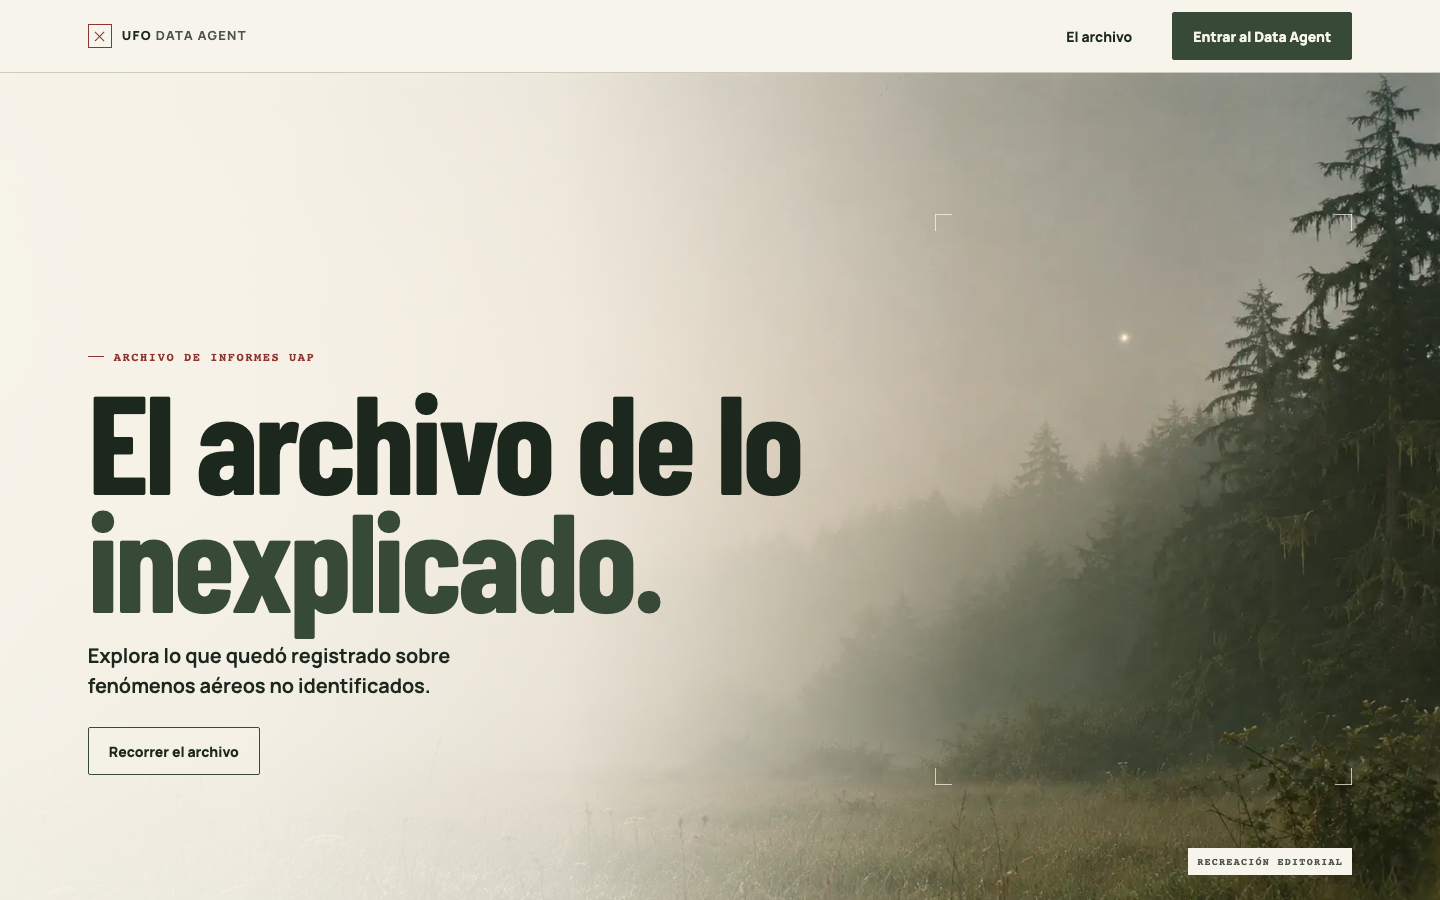 UFO DATA AGENT
El archivo
Entrar al Data Agent
ARCHIVO DE INFORMES UAP
El archivo de lo
inexplicado.
Explora lo que quedó registrado sobre
fenómenos aéreos no identificados.
Recorrer el archivo
RECREACIÓN EDITORIAL